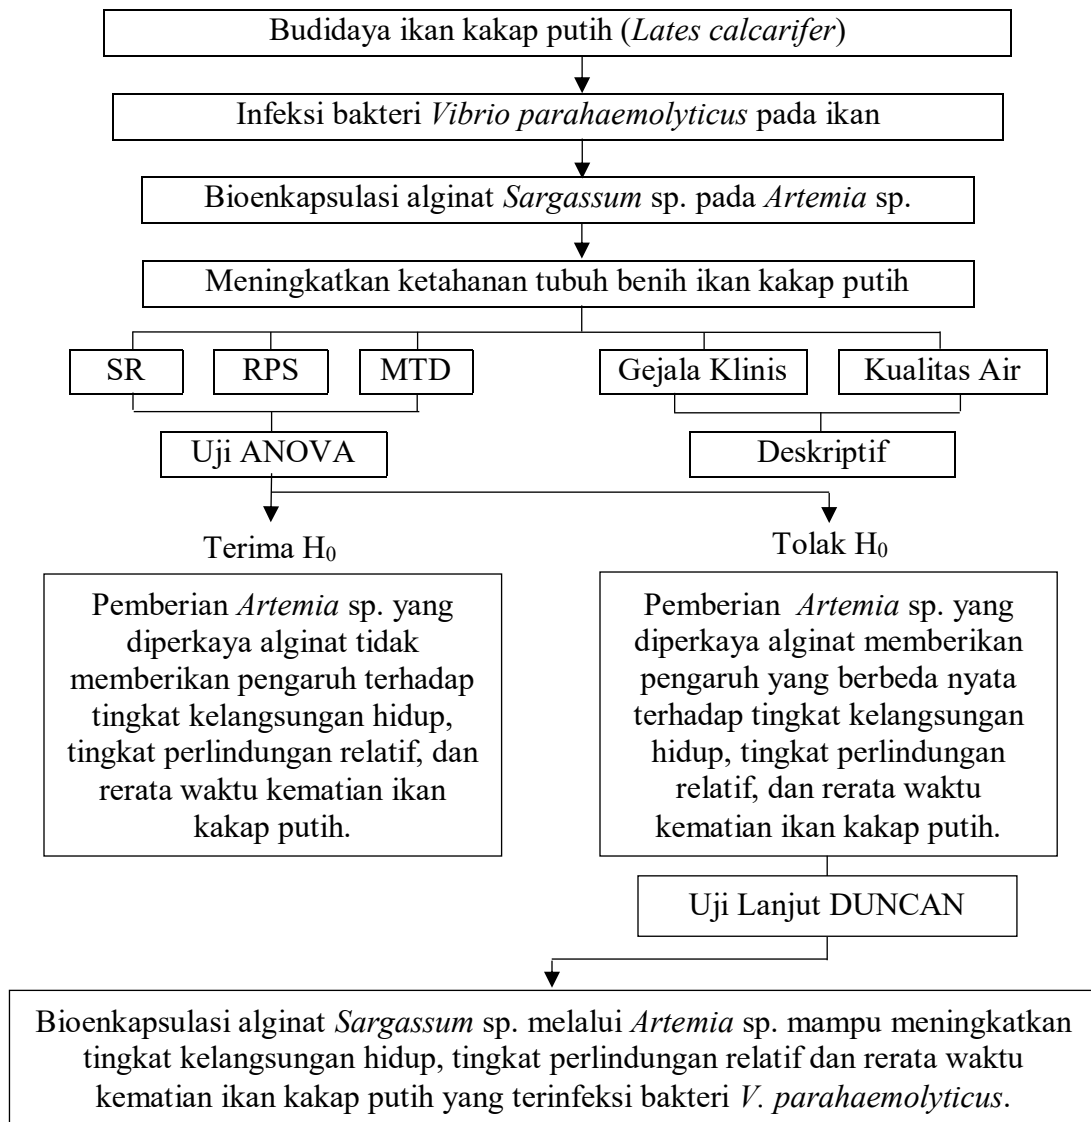 Budidaya ikan kakap putih (Lates calcarifer)
Infeksi bakteri Vibrio parahaemolyticus pada ikan
Bioenkapsulasi alginat Sargassum sp. pada Artemia sp.
Meningkatkan ketahanan tubuh benih ikan kakap putih
SR
RPS
MTD
Gejala Klinis
Kualitas Air
Uji ANOVA
Deskriptif
Terima H₀
Tolak H₀
Pemberian Artemia sp. yang
diperkaya alginat tidak
memberikan pengaruh terhadap
tingkat kelangsungan hidup,
tingkat perlindungan relatif, dan
rerata waktu kematian ikan
kakap putih.
Pemberian Artemia sp. yang
diperkaya alginat memberikan
pengaruh yang berbeda nyata
terhadap tingkat kelangsungan
hidup, tingkat perlindungan
relatif, dan rerata waktu
kematian ikan kakap putih.
Uji Lanjut DUNCAN
Bioenkapsulasi alginat Sargassum sp. melalui Artemia sp. mampu meningkatkan
tingkat kelangsungan hidup, tingkat perlindungan relatif dan rerata waktu
kematian ikan kakap putih yang terinfeksi bakteri V. parahaemolyticus.